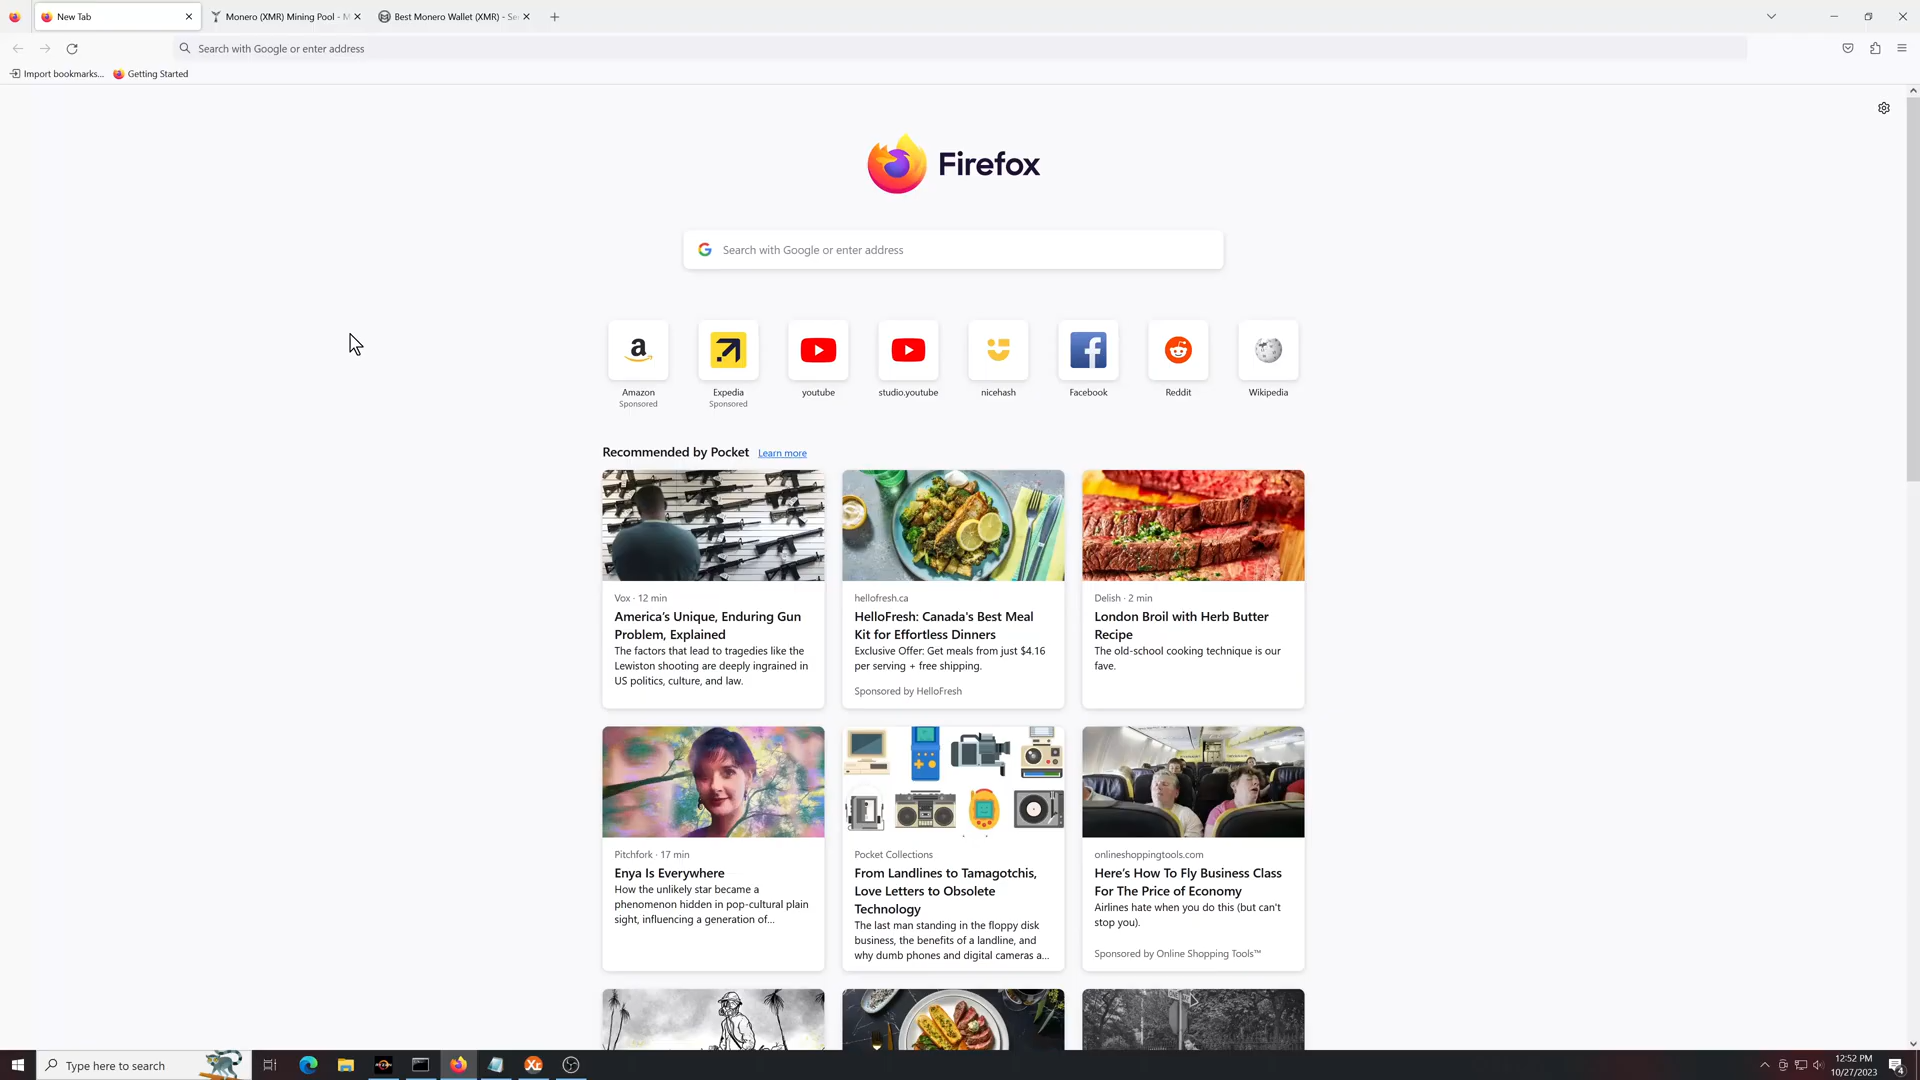 New Tab
Monero (XMR) Mining Pool - M
Best Monero Wallet (XMR) - Se
Search with Google or enter address
Import bookmarks...
Getting Started
Firefox
Search with Google or enter address
Amazon
Sponsored
Expedia
Sponsored
youtube
studio.youtube
nicehash
Facebook
Reddit
Wikipedia
Recommended by Pocket
Learn more
Vox · 12 min
America's Unique, Enduring Gun
Problem, Explained
The factors that lead to tragedies like the
Lewiston shooting are deeply ingrained in
US politics, culture, and law.
hellofresh.ca
HelloFresh: Canada's Best Meal
Kit for Effortless Dinners
Exclusive Offer: Get meals from just $4.16
per serving + free shipping.
Sponsored by HelloFresh
Delish · 2 min
London Broil with Herb Butter
Recipe
The old-school cooking technique is our
fave.
Pitchfork · 17 min
Enya Is Everywhere
How the unlikely star became a
phenomenon hidden in pop-cultural plain
sight, influencing a generation of...
Pocket Collections
From Landlines to Tamagotchis,
Love Letters to Obsolete
Technology
The last man standing in the floppy disk
business, the benefits of a landline, and
why dumb phones and digital cameras a...
onlineshoppingtools.com
Here's How To Fly Business Class
For The Price of Economy
Airlines hate when you do this (but can't
stop you).
Sponsored by Online Shopping Tools™
Type here to search
12:52 PM
10/27/2023
4